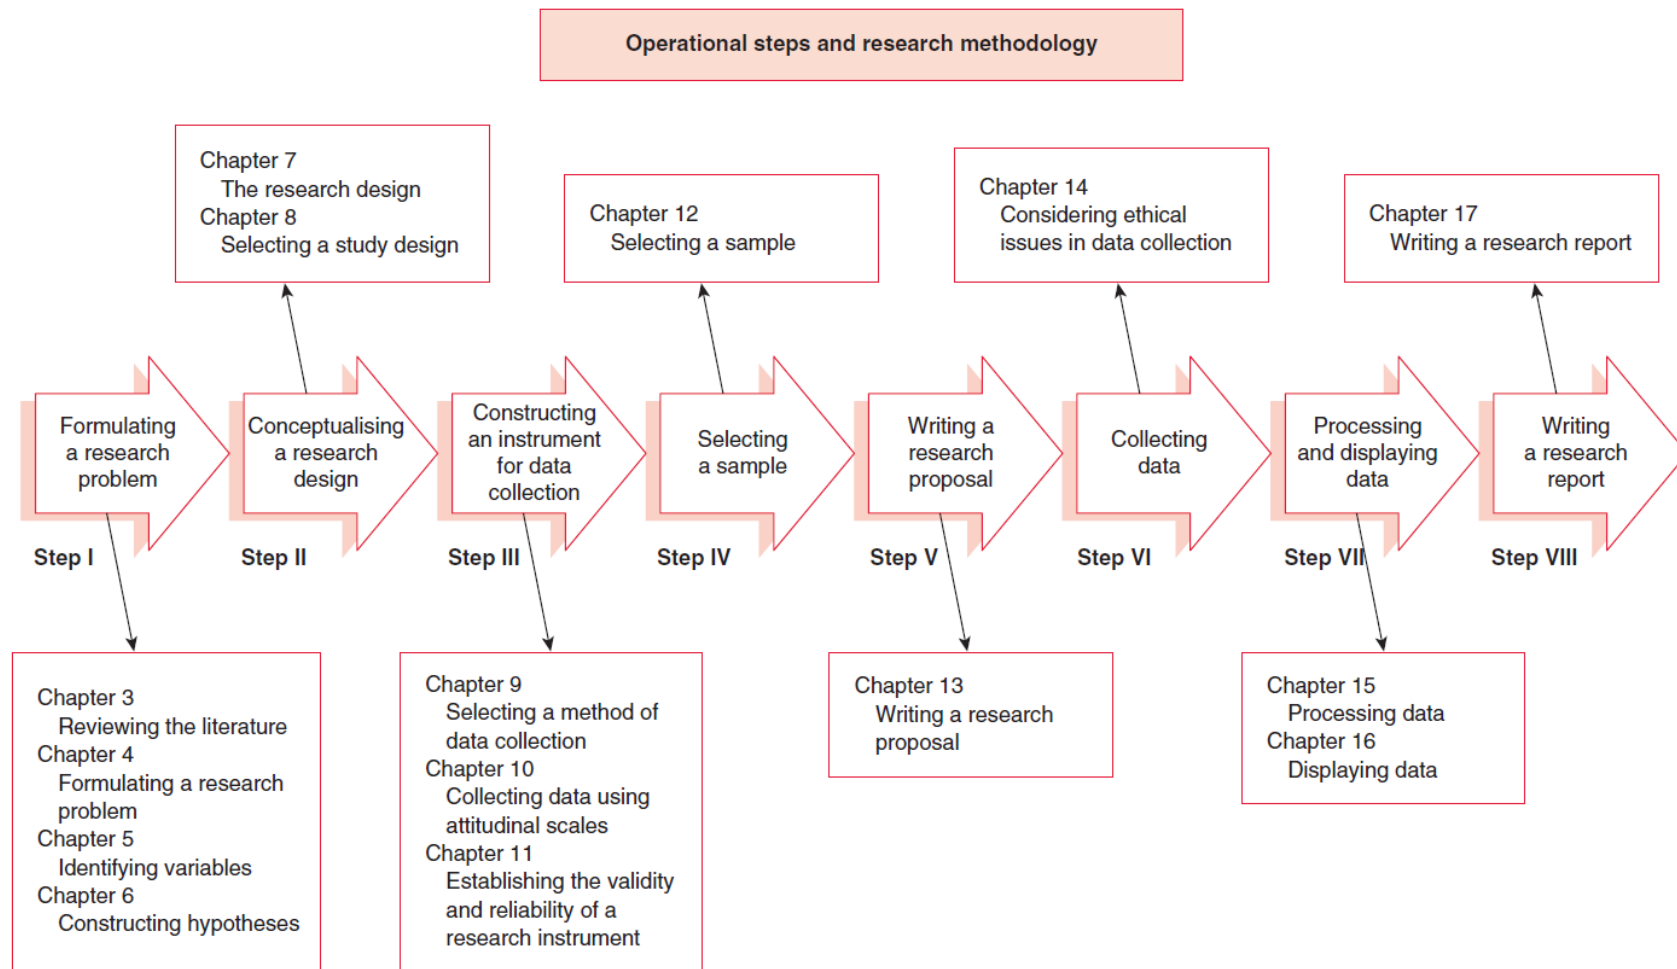 Operational steps and research methodology
Chapter 7
The research design
Chapter 8
Selecting a study design
Chapter 12
Selecting a sample
Chapter 14
Considering ethical
issues in data collection
Chapter 17
Writing a research report
Formulating
a research
problem
Conceptualising
a research
design
Constructing
an instrument
for data
collection
Selecting
a sample
Writing a
research
proposal
Collecting
data
Processing
and displaying
data
Writing
a research
report
Step I
Step II
Step III
Step IV
Step V
Step VI
Step VII
Step VIII
Chapter 3
Reviewing the literature
Chapter 4
Formulating a research
problem
Chapter 5
Identifying variables
Chapter 6
Constructing hypotheses
Chapter 9
Selecting a method of
data collection
Chapter 10
Collecting data using
attitudinal scales
Chapter 11
Establishing the validity
and reliability of a
research instrument
Chapter 13
Writing a research
proposal
Chapter 15
Processing data
Chapter 16
Displaying data